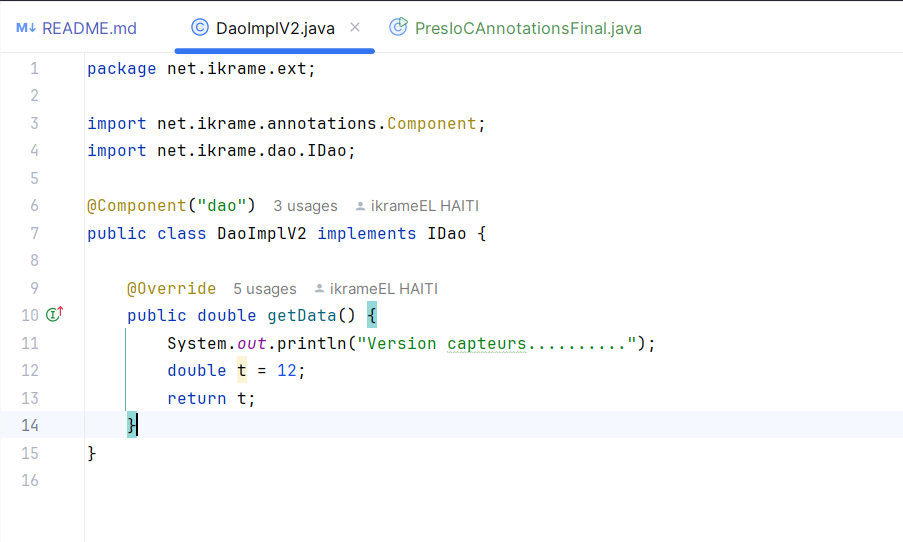 M↓ README.md
DaoImplV2.java ×
PresIoCAnnotationsFinal.java
1 package net.ikrame.ext;
2
3 import net.ikrame.annotations.Component;
4 import net.ikrame.dao.IDao;
5
6 @Component("dao") 3 usages ikrameEL HAITI
7 public class DaoImplV2 implements IDao {
8
9 @Override 5 usages ikrameEL HAITI
10 public double getData() {
11 System.out.println("Version capteurs..........");
12 double t = 12;
13 return t;
14 }
15 }
16